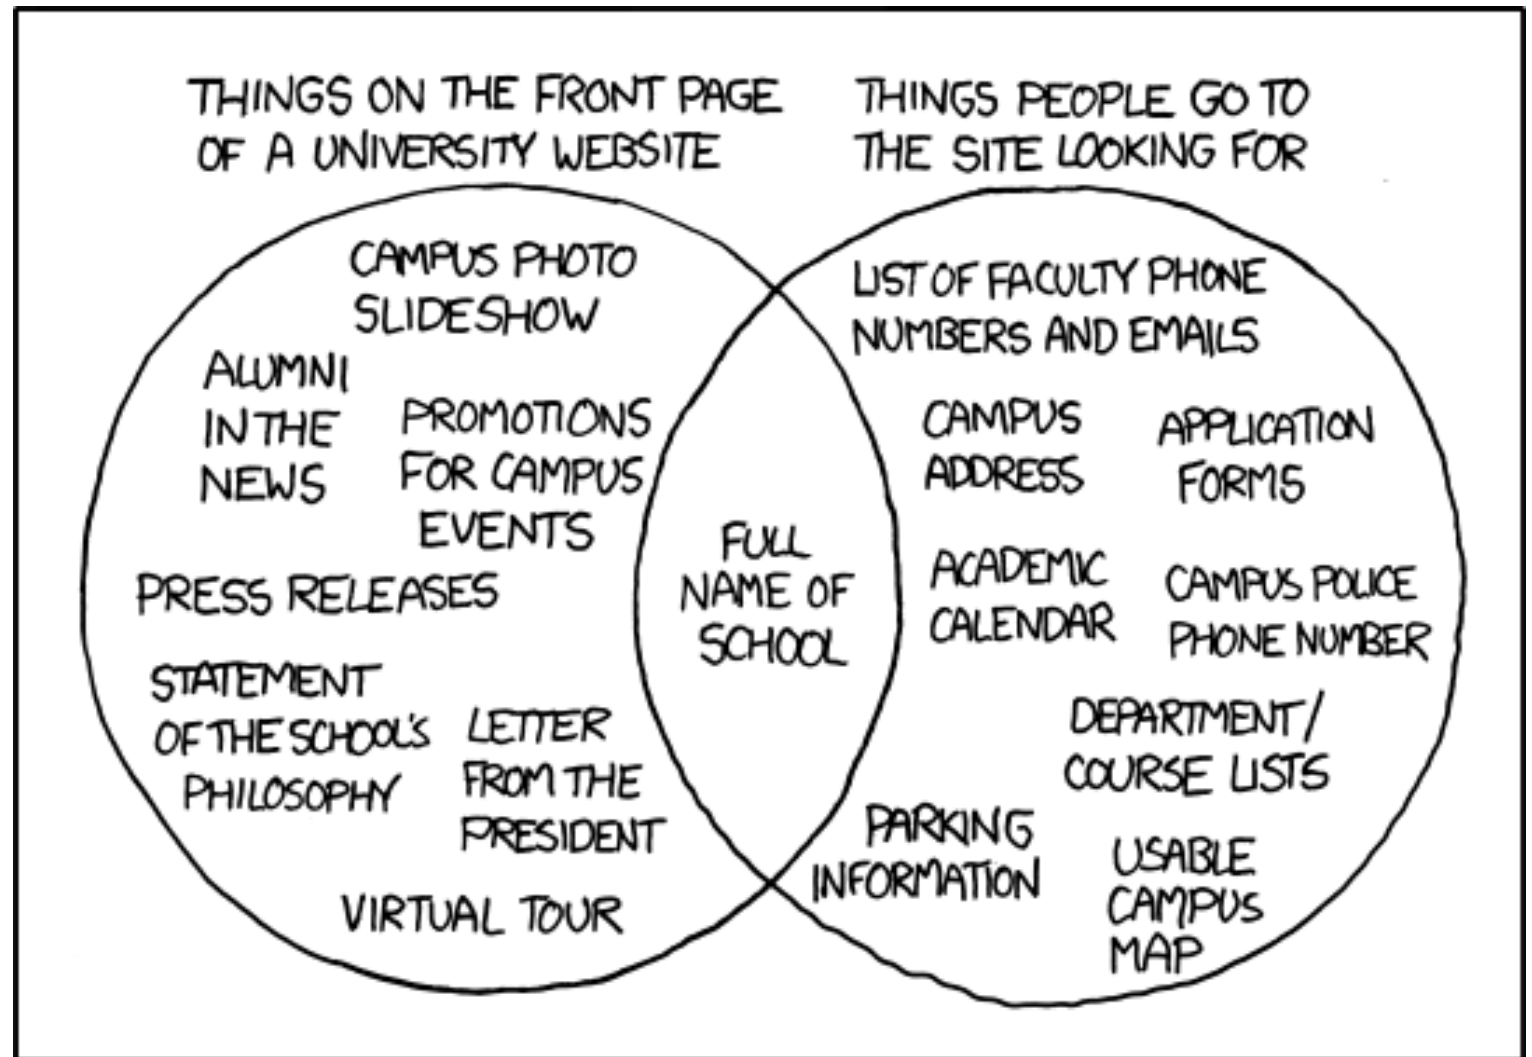 THINGS ON THE FRONT PAGE
OF A UNIVERSITY WEBSITE
THINGS PEOPLE GO TO
THE SITE LOOKING FOR
CAMPUS PHOTO
SLIDESHOW
ALUMNI
IN THE
NEWS
PROMOTIONS
FOR CAMPUS
EVENTS
PRESS RELEASES
STATEMENT
OF THE SCHOOL'S
PHILOSOPHY
LETTER
FROM THE
PRESIDENT
VIRTUAL TOUR
FULL
NAME OF
SCHOOL
LIST OF FACULTY PHONE
NUMBERS AND EMAILS
CAMPUS
ADDRESS
APPLICATION
FORMS
ACADEMIC
CALENDAR
CAMPUS POLICE
PHONE NUMBER
DEPARTMENT/
COURSE LISTS
PARKING
INFORMATION
USABLE
CAMPUS
MAP